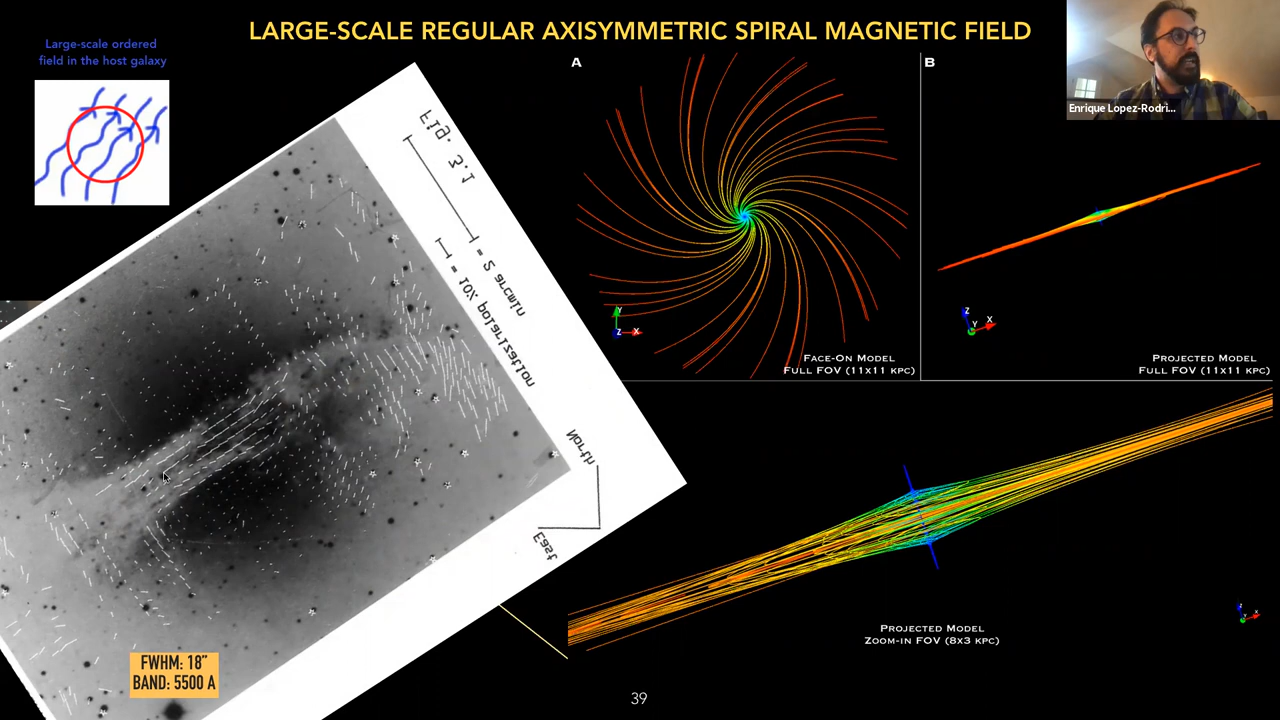 LARGE-SCALE REGULAR AXISYMMETRIC SPIRAL MAGNETIC FIELD
Large-scale ordered
field in the host galaxy
Fig. 3.1
= 5 arcmin
= 10% polarization
North
East
FWHM: 18"
BAND: 5500 A
A
Y
Z X
FACE-ON MODEL
FULL FOV (11X11 KPC)
B
Z
Y X
PROJECTED MODEL
FULL FOV (11X11 KPC)
PROJECTED MODEL
ZOOM-IN FOV (8X3 KPC)
Enrique Lopez-Rodri...
39